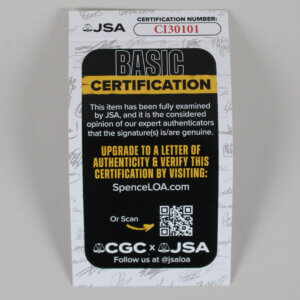 JSA CERTIFICATION NUMBER:
CI30101
BASIC
CERTIFICATION
This item has been fully examined
by JSA, and it is the considered
opinion of our expert authenticators
that the signature(s) is/are genuine.
UPGRADE TO A LETTER OF
AUTHENTICITY & VERIFY THIS
CERTIFICATION BY VISITING:
SpenceLOA.com
Or Scan
CGC × JSA
Follow us at @jsaloa